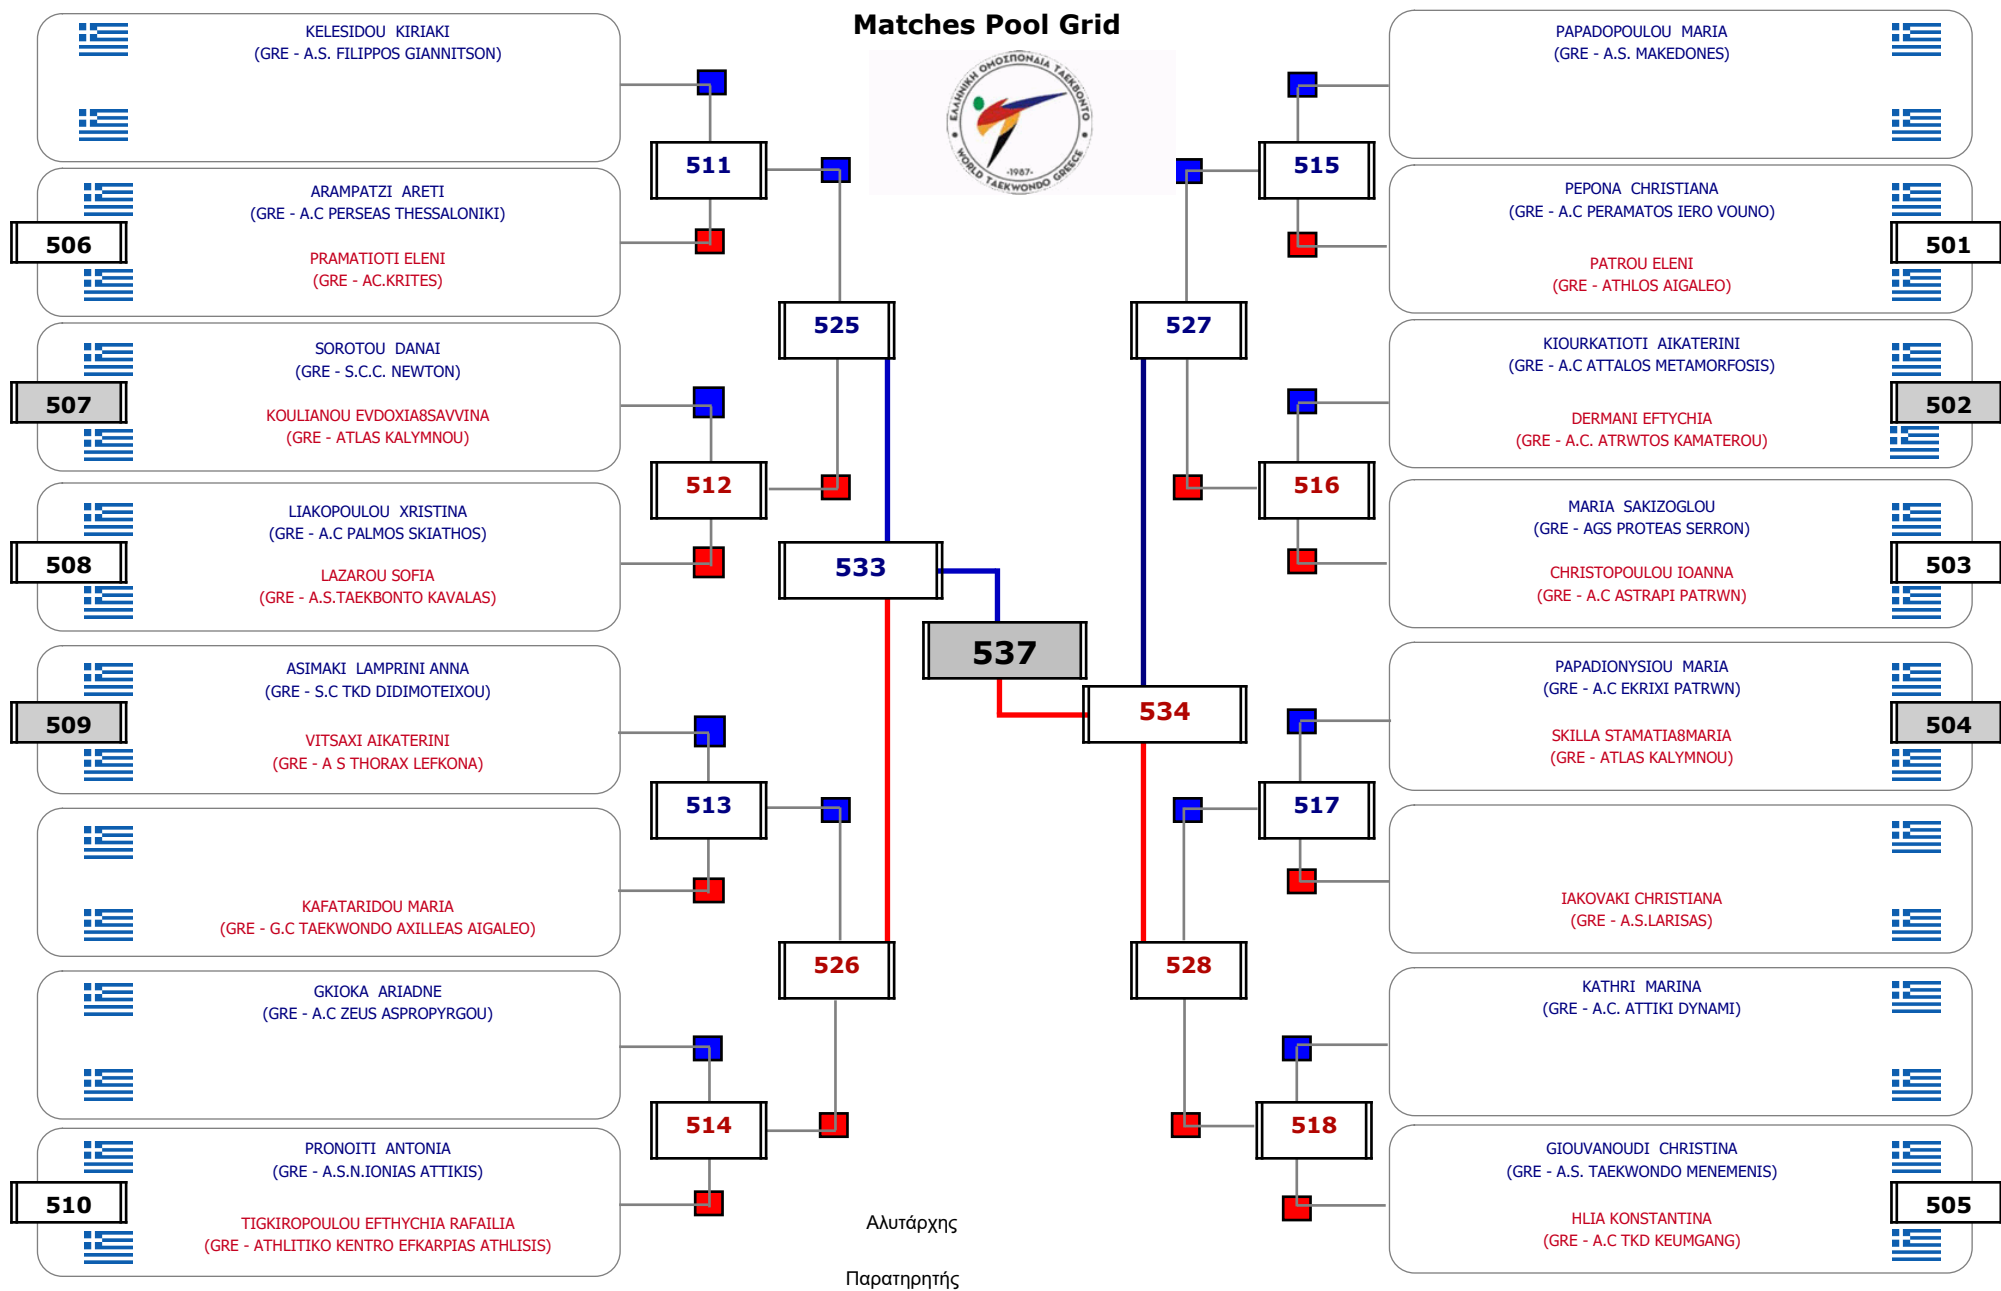 Matches Pool Grid
ΕΛΛΗΝΙΚΗ ΟΜΟΣΠΟΝΔΙΑ ΤΑΕΚΒΟΝΤΟ
-1987-
WORLD TAEKWONDO GREECE
KELESIDOU KIRIAKI
(GRE - A.S. FILIPPOS GIANNITSON)
506
ARAMPATZI ARETI
(GRE - A.C PERSEAS THESSALONIKI)
PRAMATIOTI ELENI
(GRE - AC.KRITES)
507
SOROTOU DANAI
(GRE - S.C.C. NEWTON)
KOULIANOU EVDOXIA8SAVVINA
(GRE - ATLAS KALYMNOU)
508
LIAKOPOULOU XRISTINA
(GRE - A.C PALMOS SKIATHOS)
LAZAROU SOFIA
(GRE - A.S.TAEKBONTO KAVALAS)
509
ASIMAKI LAMPRINI ANNA
(GRE - S.C TKD DIDIMOTEIXOU)
VITSAXI AIKATERINI
(GRE - A S THORAX LEFKONA)
KAFATARIDOU MARIA
(GRE - G.C TAEKWONDO AXILLEAS AIGALEO)
GKIOKA ARIADNE
(GRE - A.C ZEUS ASPROPYRGOU)
510
PRONOITI ANTONIA
(GRE - A.S.N.IONIAS ATTIKIS)
TIGKIROPOULOU EFTHYCHIA RAFAILIA
(GRE - ATHLITIKO KENTRO EFKARPIAS ATHLISIS)
511
512
513
514
525
526
533
537
534
527
528
515
516
517
518
PAPADOPOULOU MARIA
(GRE - A.S. MAKEDONES)
PEPONA CHRISTIANA
(GRE - A.C PERAMATOS IERO VOUNO)
501
PATROU ELENI
(GRE - ATHLOS AIGALEO)
KIOURKATIOTI AIKATERINI
(GRE - A.C ATTALOS METAMORFOSIS)
502
DERMANI EFTYCHIA
(GRE - A.C. ATRWTOS KAMATEROU)
MARIA SAKIZOGLOU
(GRE - AGS PROTEAS SERRON)
503
CHRISTOPOULOU IOANNA
(GRE - A.C ASTRAPI PATRWN)
PAPADIONYSIOU MARIA
(GRE - A.C EKRIXI PATRWN)
504
SKILLA STAMATIA8MARIA
(GRE - ATLAS KALYMNOU)
IAKOVAKI CHRISTIANA
(GRE - A.S.LARISAS)
KATHRI MARINA
(GRE - A.C. ATTIKI DYNAMI)
GIOUVANOUDI CHRISTINA
(GRE - A.S. TAEKWONDO MENEMENIS)
505
HLIA KONSTANTINA
(GRE - A.C TKD KEUMGANG)
Αλυτάρχης
Παρατηρητής